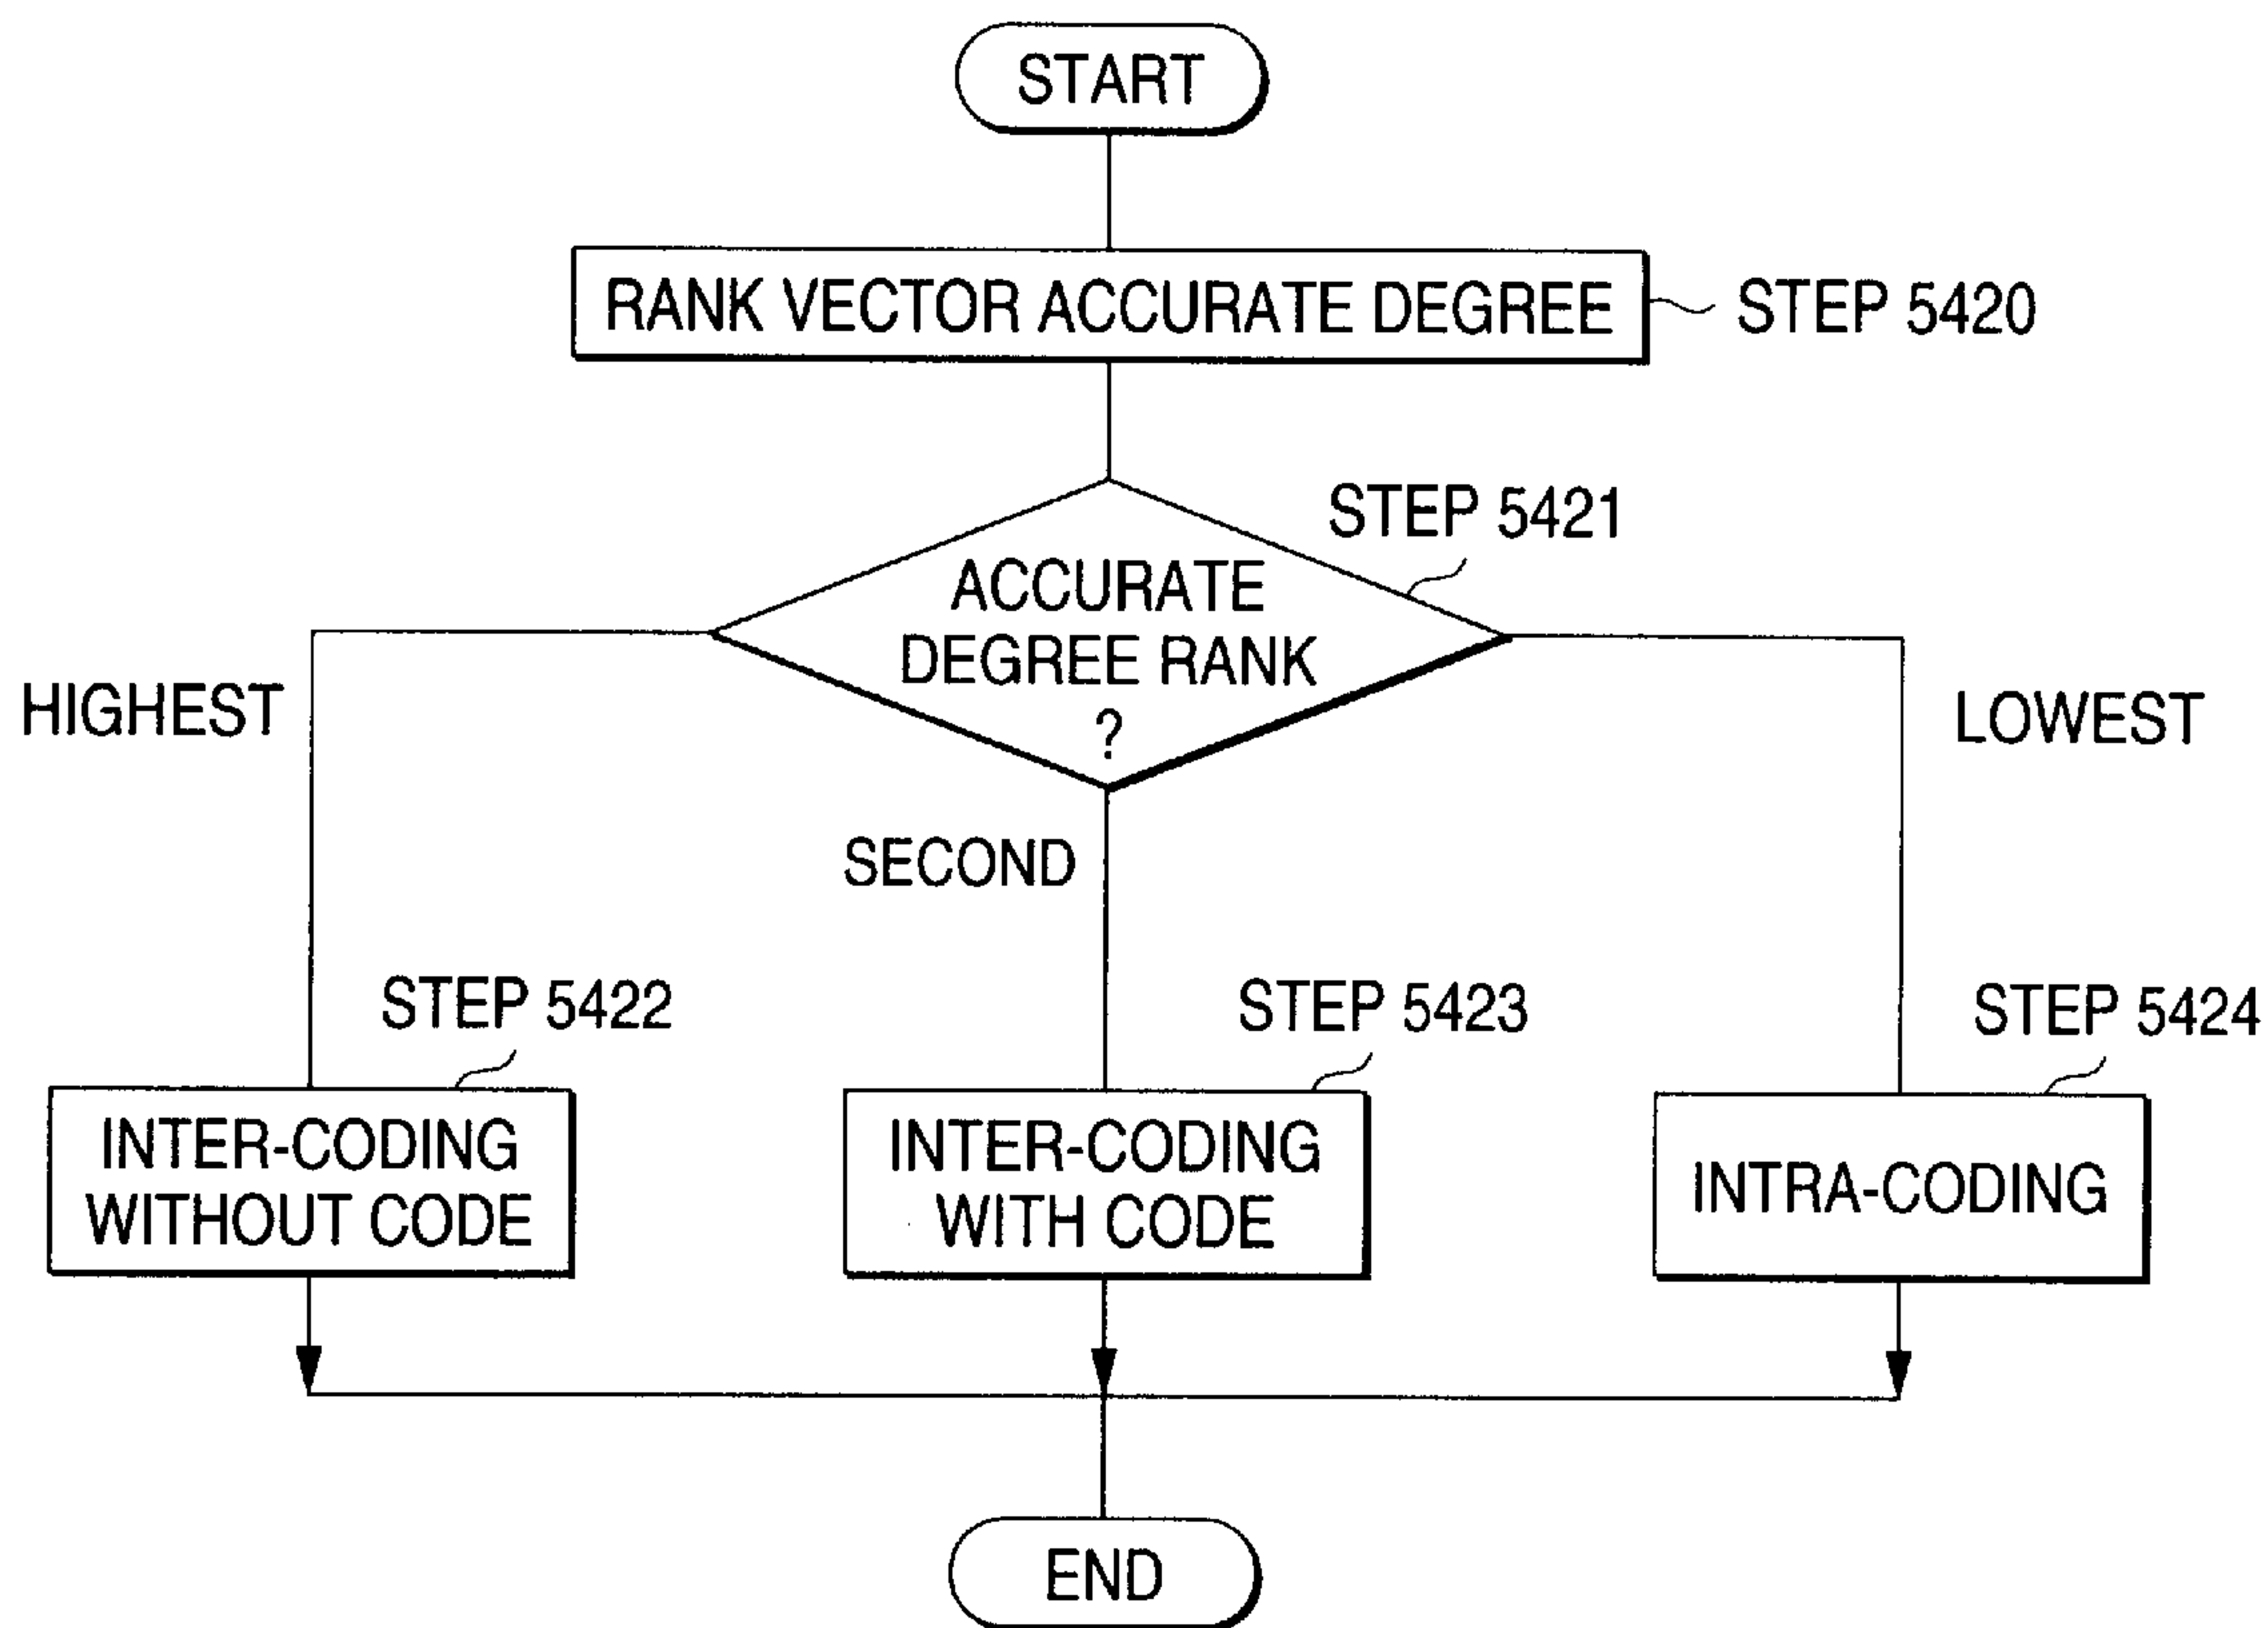 START
RANK VECTOR ACCURATE DEGREE
STEP 5420
STEP 5421
ACCURATE
DEGREE RANK
?
HIGHEST
LOWEST
SECOND
STEP 5422
STEP 5423
STEP 5424
INTER-CODING
WITHOUT CODE
INTER-CODING
WITH CODE
INTRA-CODING
END